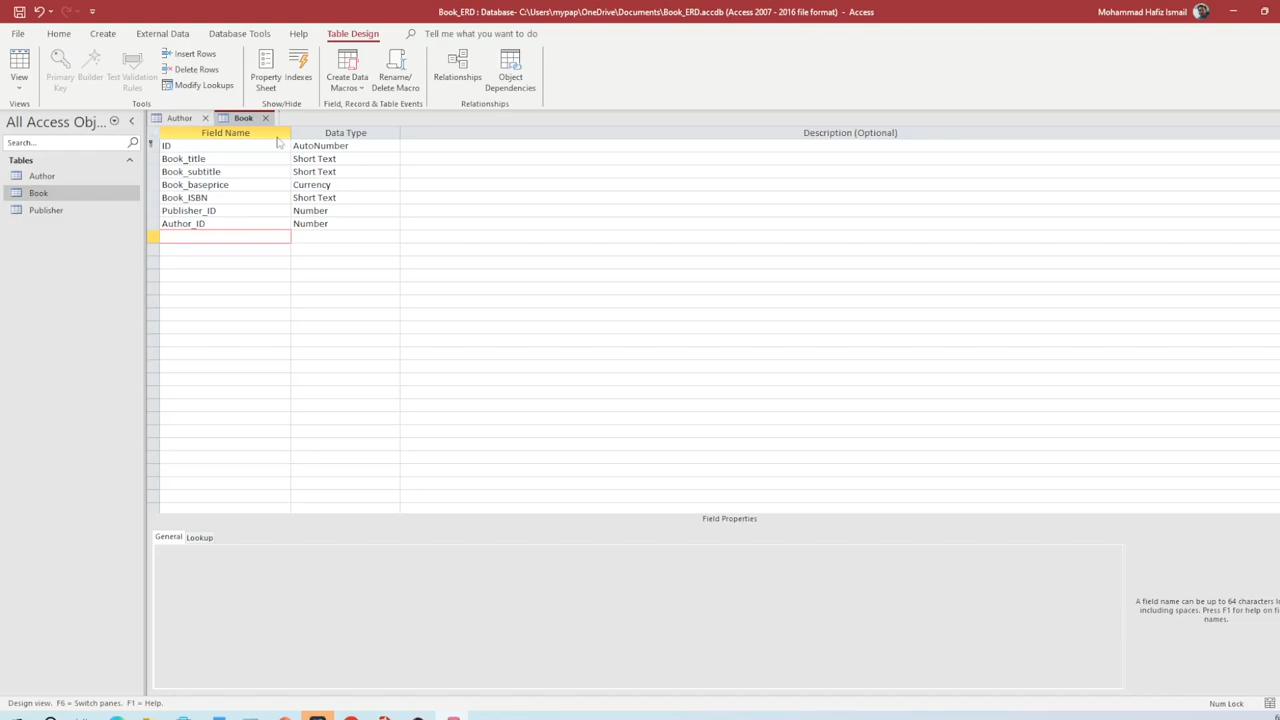 Book_ERD : Database- C:\Users\mypap\OneDrive\Documents\Book_ERD.accdb (Access 2007 - 2016 file format) - Access
Mohammad Hafiz Ismail
File Home Create External Data Database Tools Help Table Design Tell me what you want to do
View
Primary Key
Builder
Test Validation Rules
Insert Rows
Delete Rows
Modify Lookups
Property Sheet
Indexes
Create Data Macros
Rename/ Delete Macro
Relationships
Object Dependencies
Views Tools Show/Hide Field, Record & Table Events Relationships
All Access Obj...
Search...
Tables
Author
Book
Publisher
Author Book
Field Name Data Type Description (Optional)
ID AutoNumber
Book_title Short Text
Book_subtitle Short Text
Book_baseprice Currency
Book_ISBN Short Text
Publisher_ID Number
Author_ID Number
Field Properties
General Lookup
A field name can be up to 64 characters lo
including spaces. Press F1 for help on fi
names.
Design view. F6 = Switch panes. F1 = Help.
Num Lock